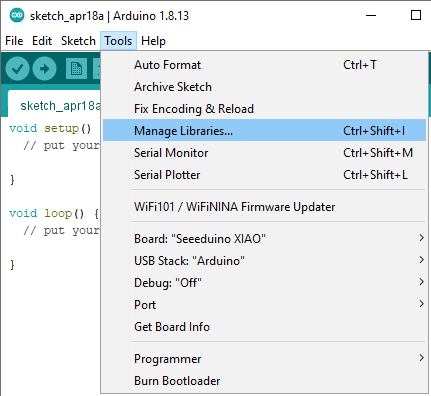 sketch_apr18a | Arduino 1.8.13
File Edit Sketch Tools Help
Auto Format Ctrl+T
Archive Sketch
Fix Encoding & Reload
Manage Libraries... Ctrl+Shift+I
Serial Monitor Ctrl+Shift+M
Serial Plotter Ctrl+Shift+L
WiFi101 / WiFiNINA Firmware Updater
Board: "Seeeduino XIAO"
USB Stack: "Arduino"
Debug: "Off"
Port
Get Board Info
Programmer
Burn Bootloader
sketch_apr18a
void setup()
// put your
}
void loop() {
// put your
}